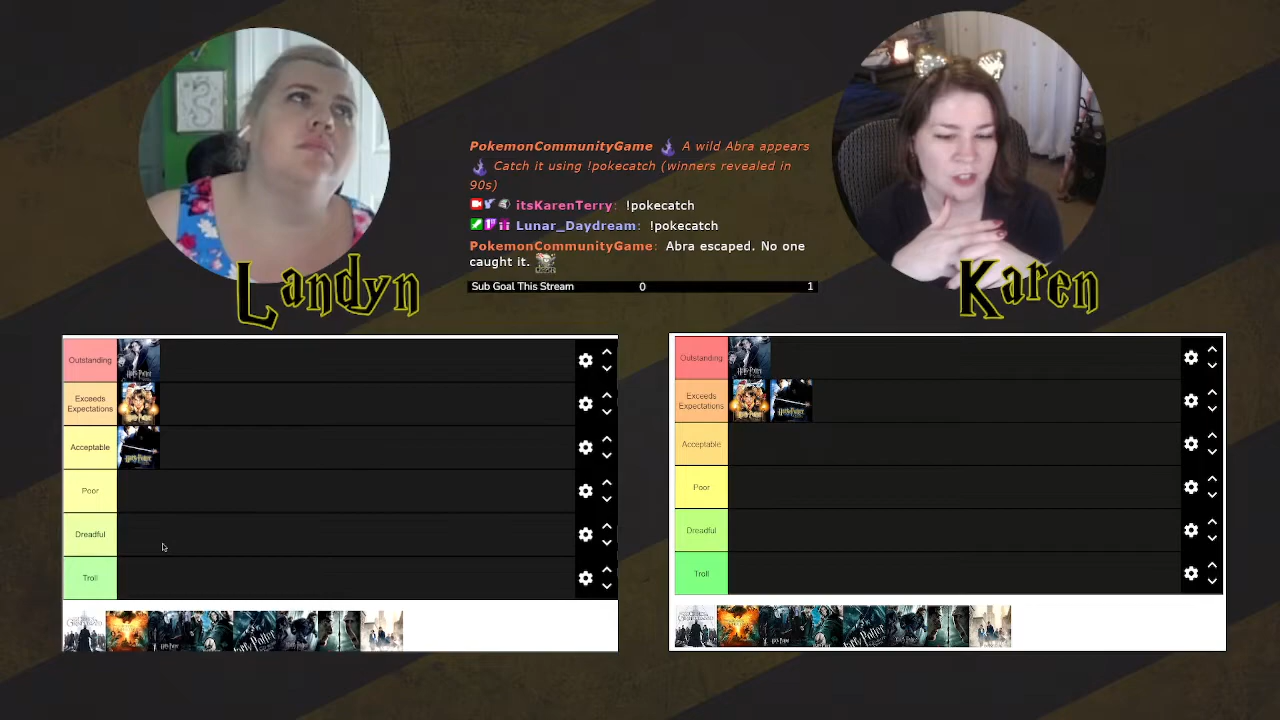 PokemonCommunityGame A wild Abra appears
Catch it using !pokecatch (winners revealed in
90s)
itsKarenTerry: !pokecatch
Lunar_Daydream: !pokecatch
PokemonCommunityGame: Abra escaped. No one
caught it.
Sub Goal This Stream 0 1
Landyn
Karen
Outstanding
Exceeds
Expectations
Acceptable
Poor
Dreadful
Troll
Outstanding
Exceeds
Expectations
Acceptable
Poor
Dreadful
Troll